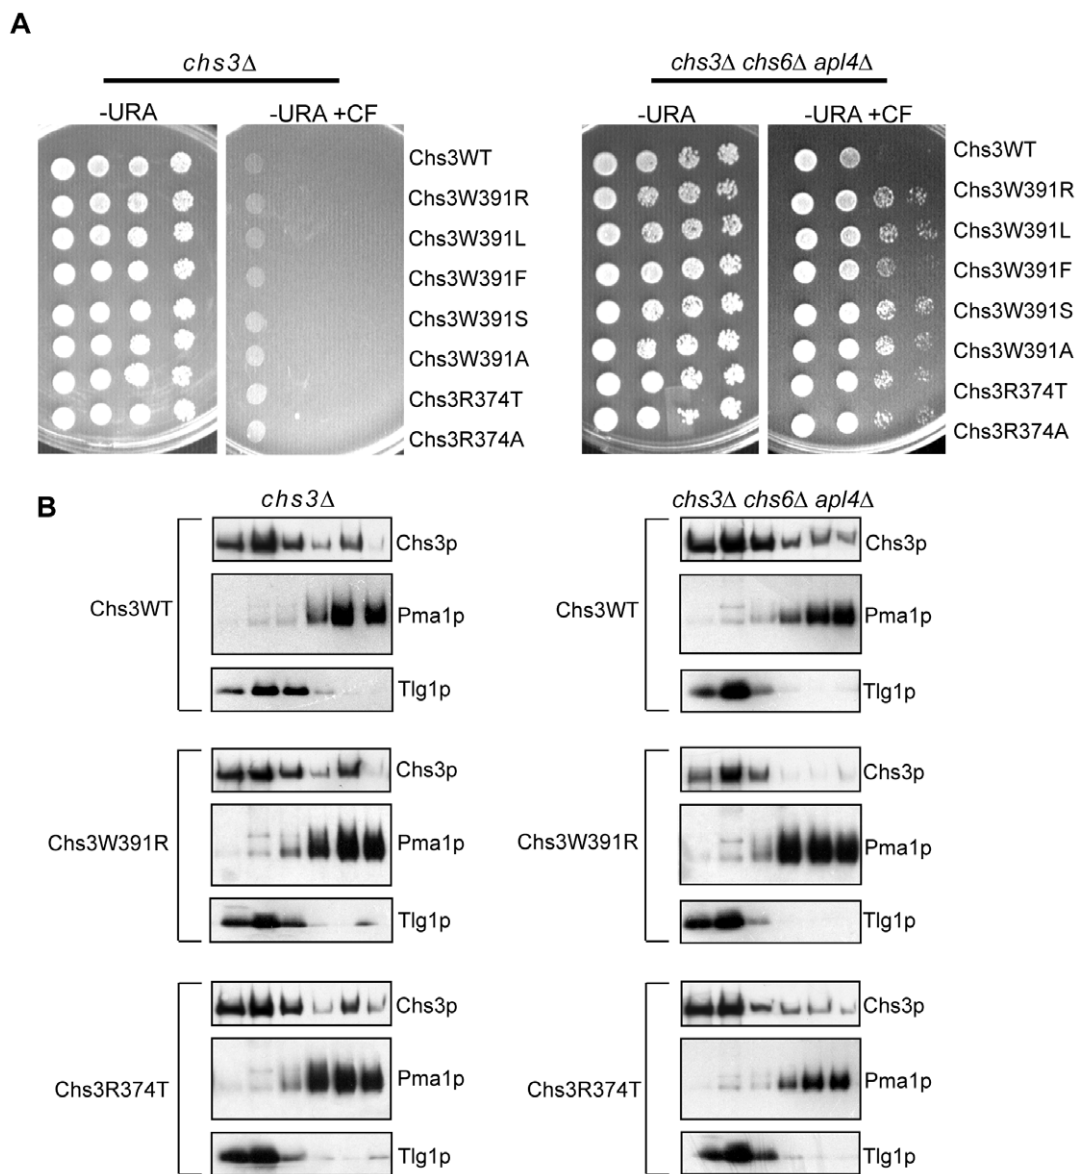 A
chs3Δ
-URA
-URA +CF
Chs3WT
Chs3W391R
Chs3W391L
Chs3W391F
Chs3W391S
Chs3W391A
Chs3R374T
Chs3R374A
chs3Δ chs6Δ apl4Δ
-URA
-URA +CF
Chs3WT
Chs3W391R
Chs3W391L
Chs3W391F
Chs3W391S
Chs3W391A
Chs3R374T
Chs3R374A
B
chs3Δ
Chs3WT
Chs3p
Pma1p
Tlg1p
Chs3W391R
Chs3p
Pma1p
Tlg1p
Chs3R374T
Chs3p
Pma1p
Tlg1p
chs3Δ chs6Δ apl4Δ
Chs3WT
Chs3p
Pma1p
Tlg1p
Chs3W391R
Chs3p
Pma1p
Tlg1p
Chs3R374T
Chs3p
Pma1p
Tlg1p